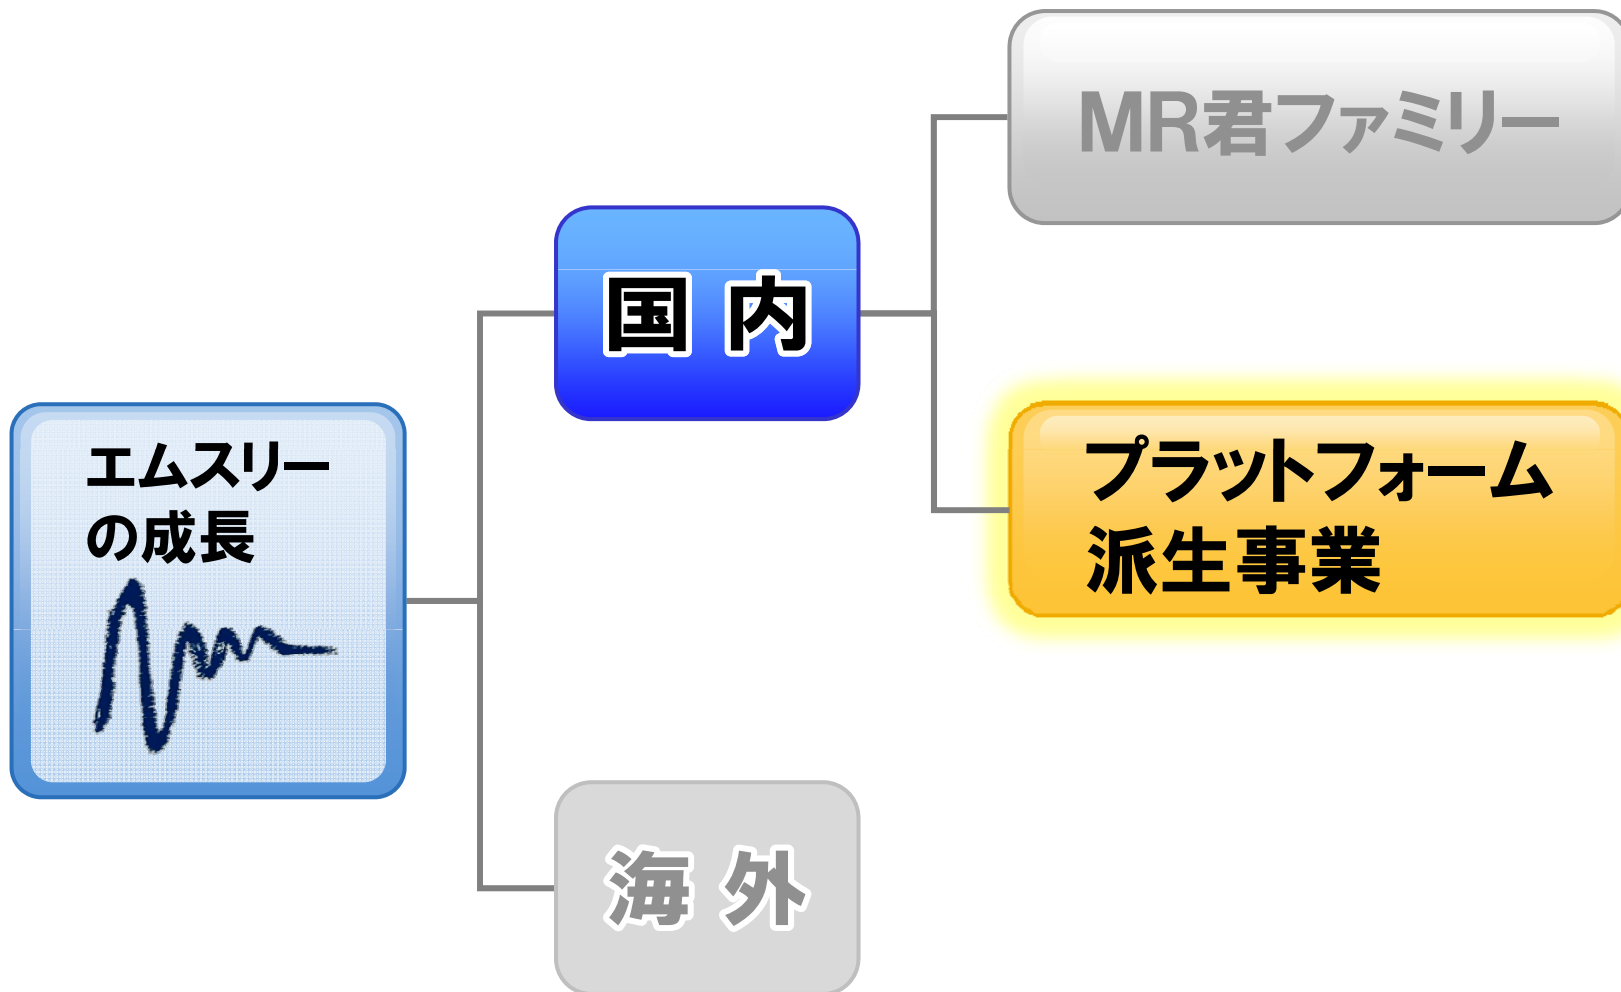 エムスリー
の成長
国 内
海 外
MR君ファミリー
プラットフォーム
派生事業